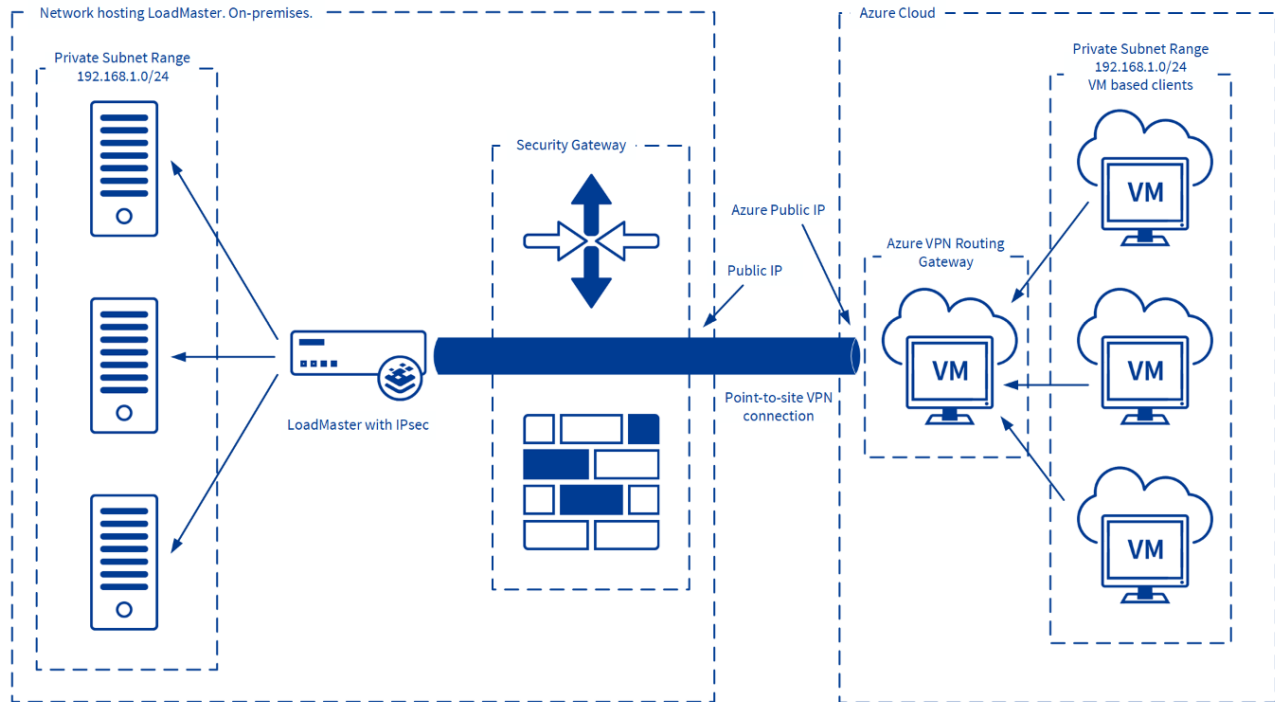 Network hosting LoadMaster. On-premises.
Private Subnet Range
192.168.1.0/24
Security Gateway
LoadMaster with IPsec
Public IP
Azure Public IP
Point-to-site VPN
connection
Azure Cloud
Azure VPN Routing
Gateway
VM
Private Subnet Range
192.168.1.0/24
VM based clients
VM
VM
VM